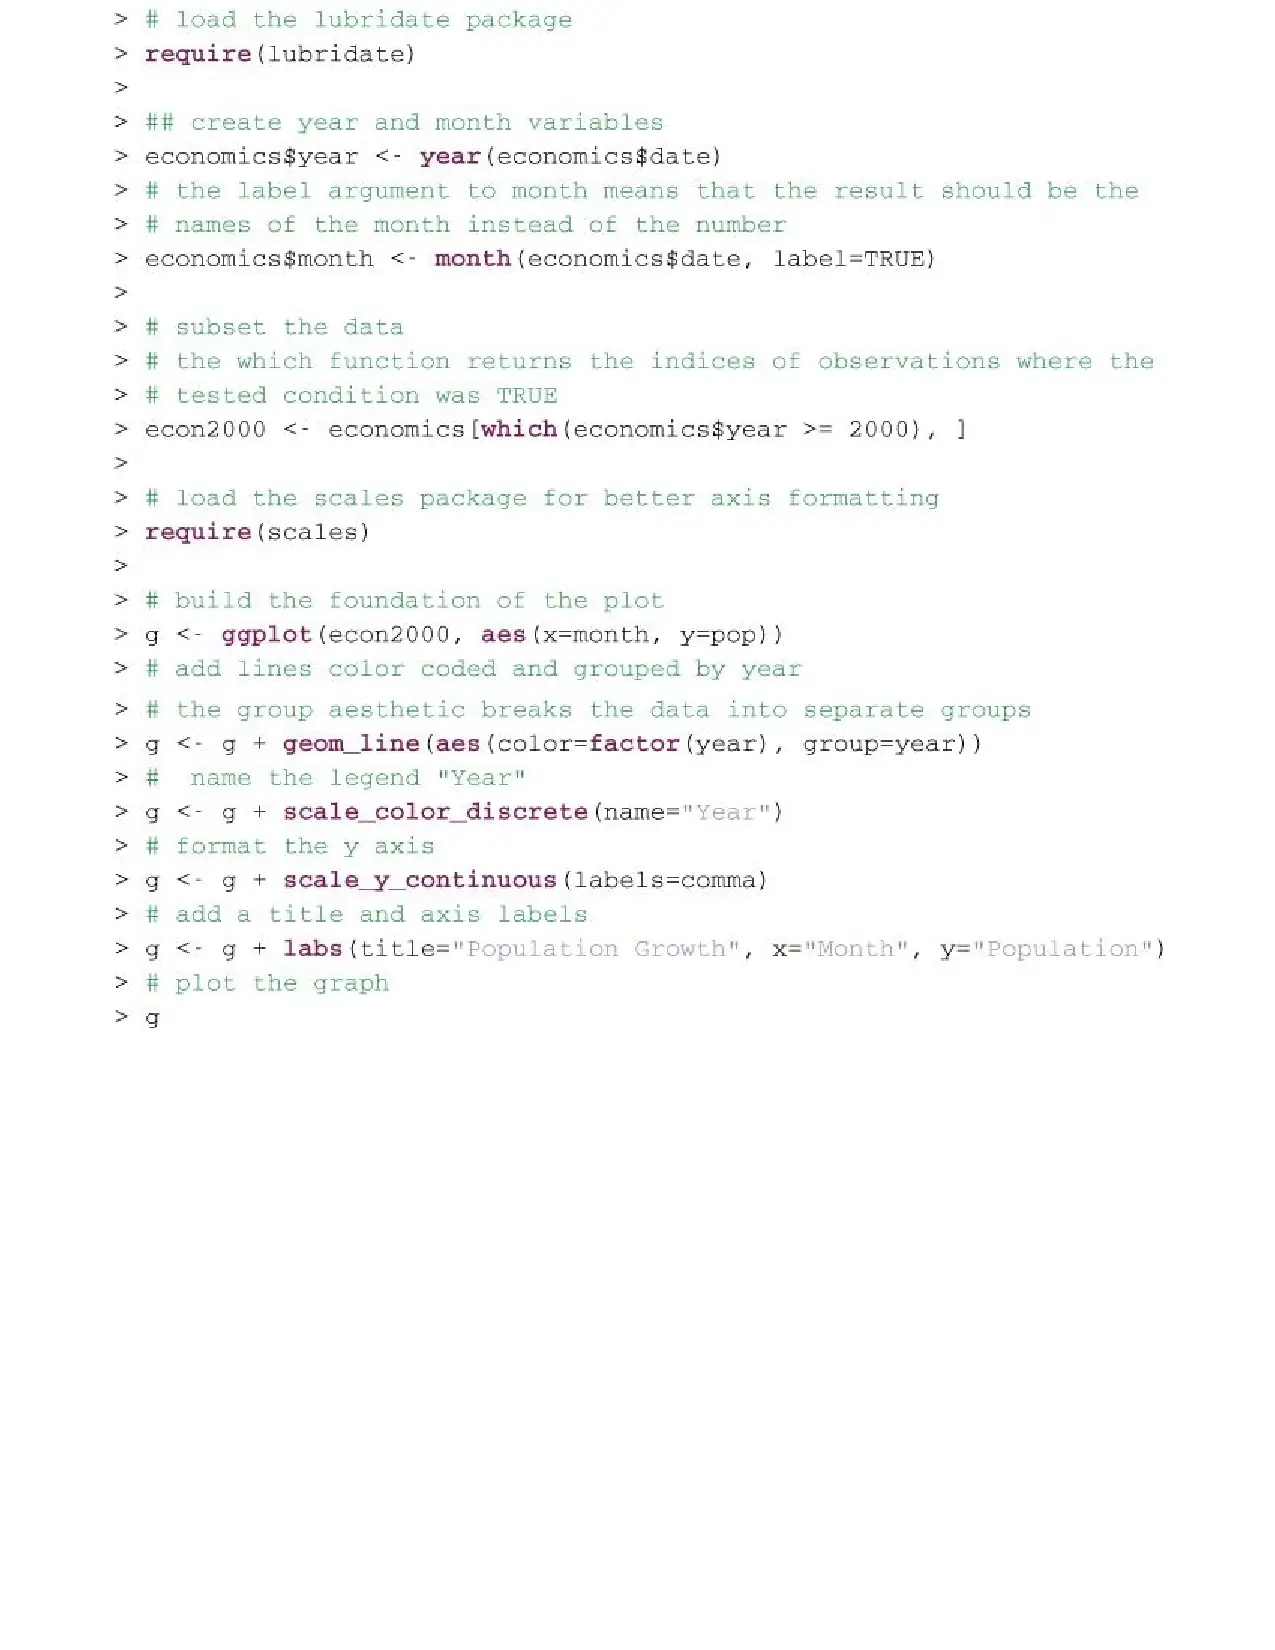 > # load the lubridate package
> require(lubridate)
>
> ## create year and month variables
> economics$year <- year(economics$date)
> # the label argument to month means that the result should be the
> # names of the month instead of the number
> economics$month <- month(economics$date, label=TRUE)
>
> # subset the data
> # the which function returns the indices of observations where the
> # tested condition was TRUE
> econ2000 <- economics[which(economics$year >= 2000), ]
>
> # load the scales package for better axis formatting
> require(scales)
>
> # build the foundation of the plot
> g <- ggplot(econ2000, aes(x=month, y=pop))
> # add lines color coded and grouped by year
> # the group aesthetic breaks the data into separate groups
> g <- g + geom_line(aes(color=factor(year), group=year))
> #  name the legend "Year"
> g <- g + scale_color_discrete(name="Year")
> # format the y axis
> g <- g + scale_y_continuous(labels=comma)
> # add a title and axis labels
> g <- g + labs(title="Population Growth", x="Month", y="Population")
> # plot the graph
> g